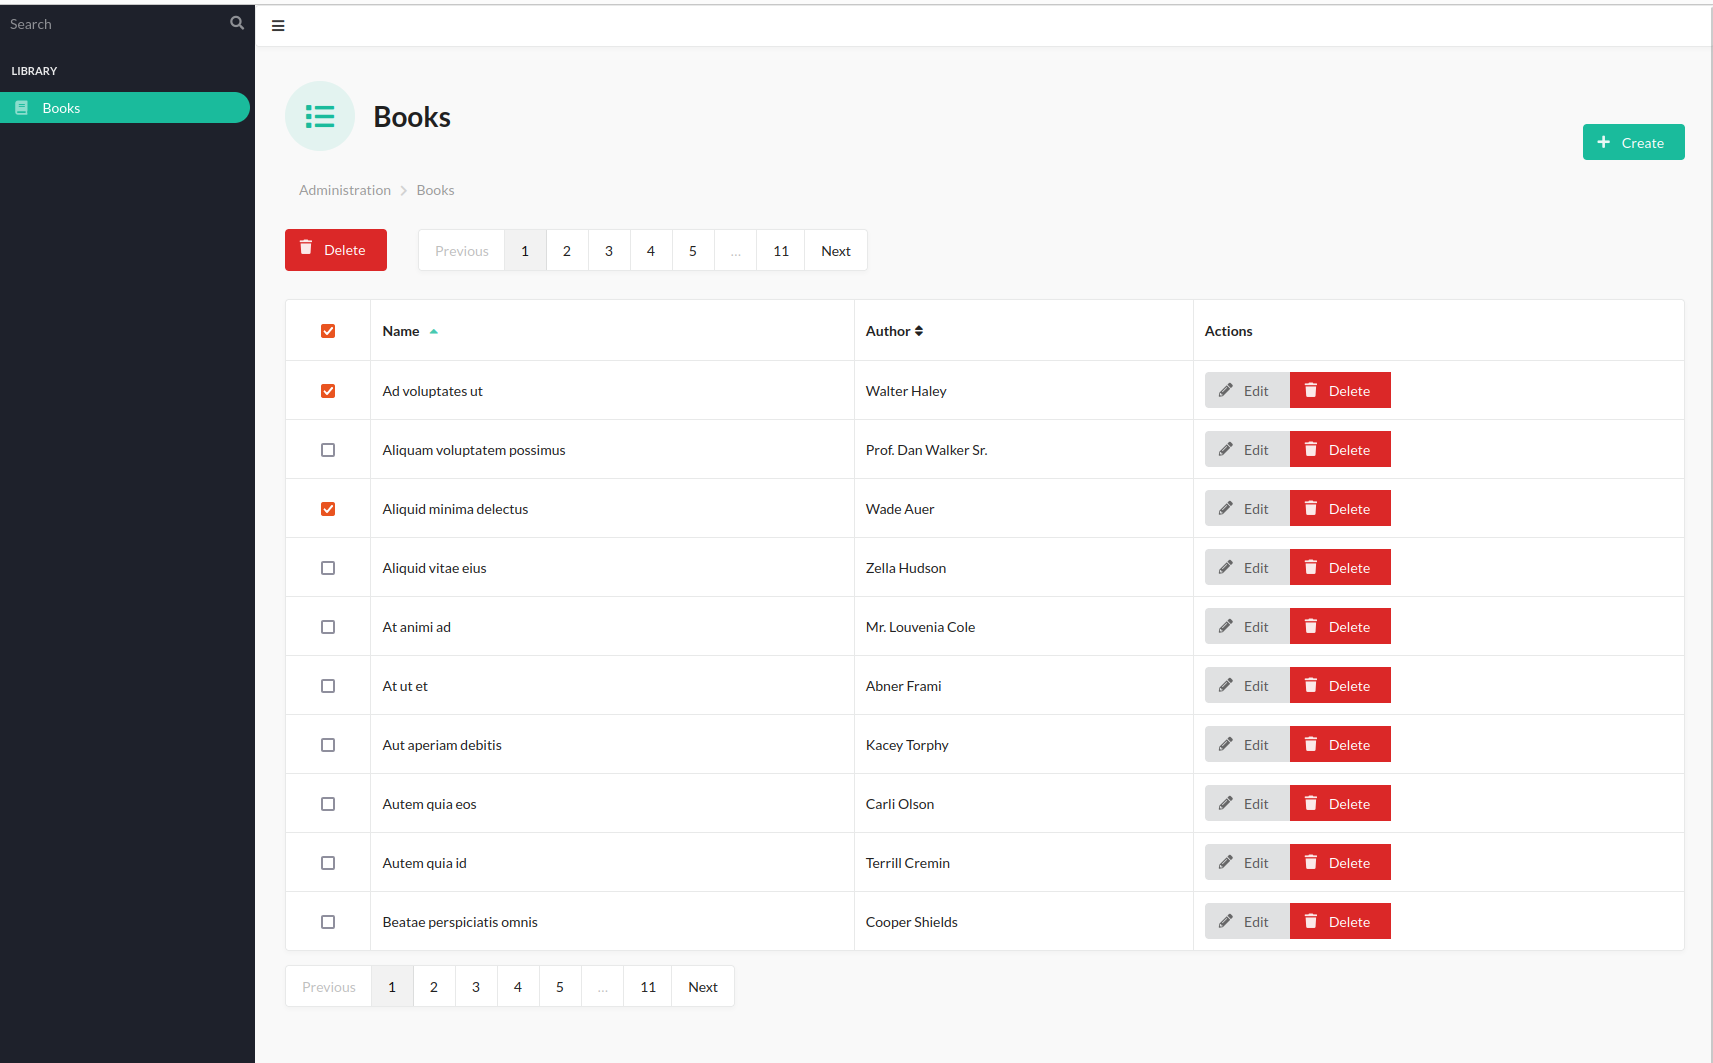 Search
LIBRARY
Books
Books
Create
Administration Books
Delete Previous 1 2 3 4 5 ... 11 Next
Name Author Actions
Ad voluptates ut Walter Haley Edit Delete
Aliquam voluptatem possimus Prof. Dan Walker Sr. Edit Delete
Aliquid minima delectus Wade Auer Edit Delete
Aliquid vitae eius Zella Hudson Edit Delete
At animi ad Mr. Louvenia Cole Edit Delete
At ut et Abner Frami Edit Delete
Aut aperiam debitis Kacey Torphy Edit Delete
Autem quia eos Carli Olson Edit Delete
Autem quia id Terrill Cremin Edit Delete
Beatae perspiciatis omnis Cooper Shields Edit Delete
Previous 1 2 3 4 5 ... 11 Next